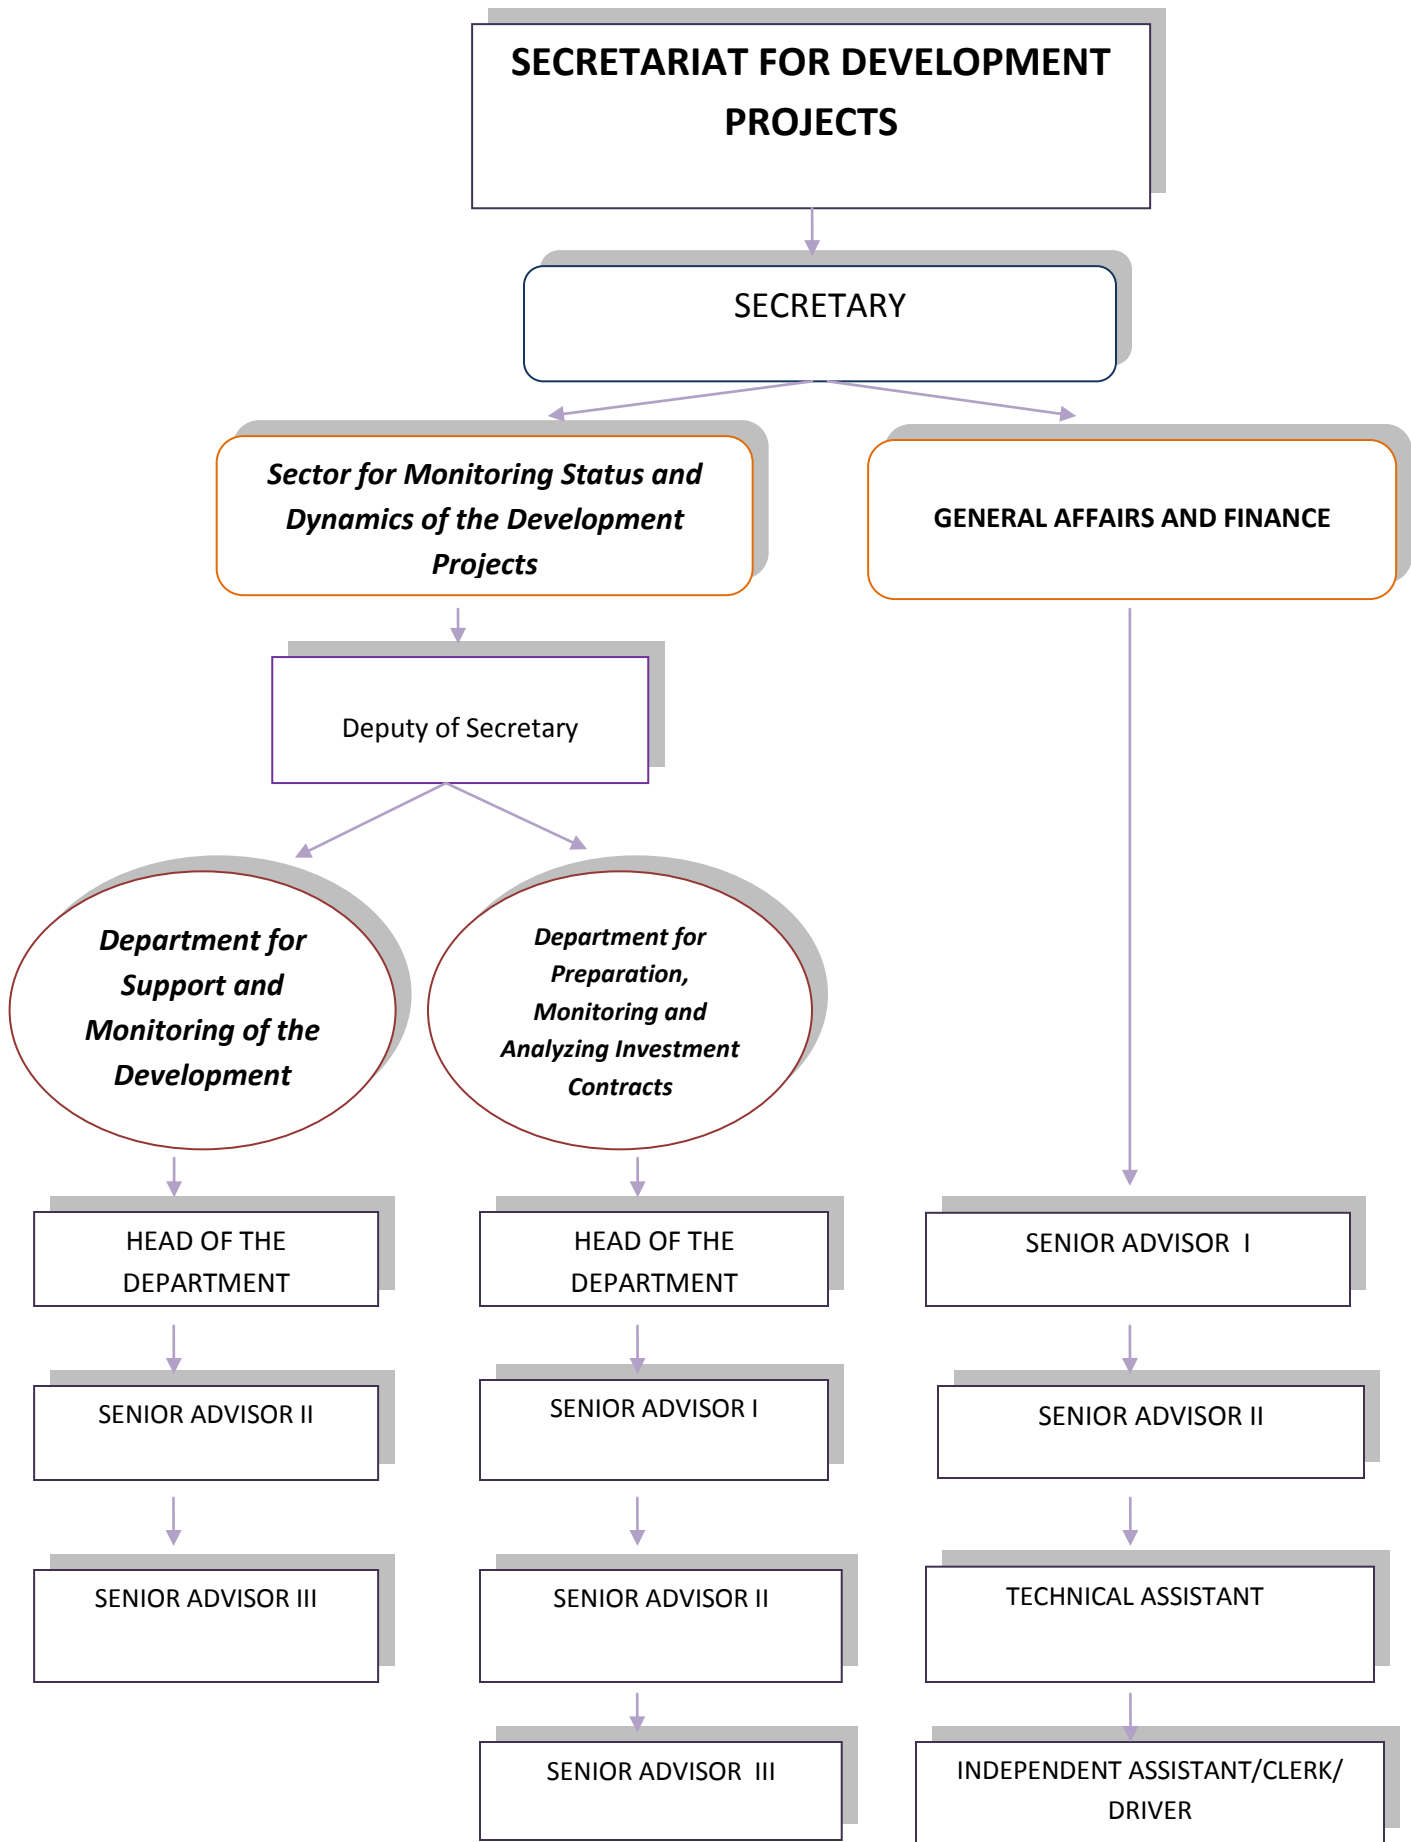 SECRETARIAT FOR DEVELOPMENT
PROJECTS
SECRETARY
Sector for Monitoring Status and
Dynamics of the Development
Projects
GENERAL AFFAIRS AND FINANCE
Deputy of Secretary
Department for
Support and
Monitoring of the
Development
Department for
Preparation,
Monitoring and
Analyzing Investment
Contracts
HEAD OF THE
DEPARTMENT
HEAD OF THE
DEPARTMENT
SENIOR ADVISOR  I
SENIOR ADVISOR II
SENIOR ADVISOR I
SENIOR ADVISOR II
SENIOR ADVISOR III
SENIOR ADVISOR II
TECHNICAL ASSISTANT
SENIOR ADVISOR  III
INDEPENDENT ASSISTANT/CLERK/
DRIVER